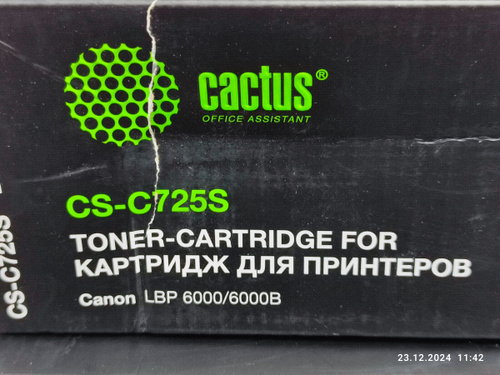 cactus®
OFFICE ASSISTANT
CS-C725S
TONER-CARTRIDGE FOR
КАРТРИДЖ ДЛЯ ПРИНТЕРОВ
Canon LBP 6000/6000B
CS-C725S
23.12.2024 11:42